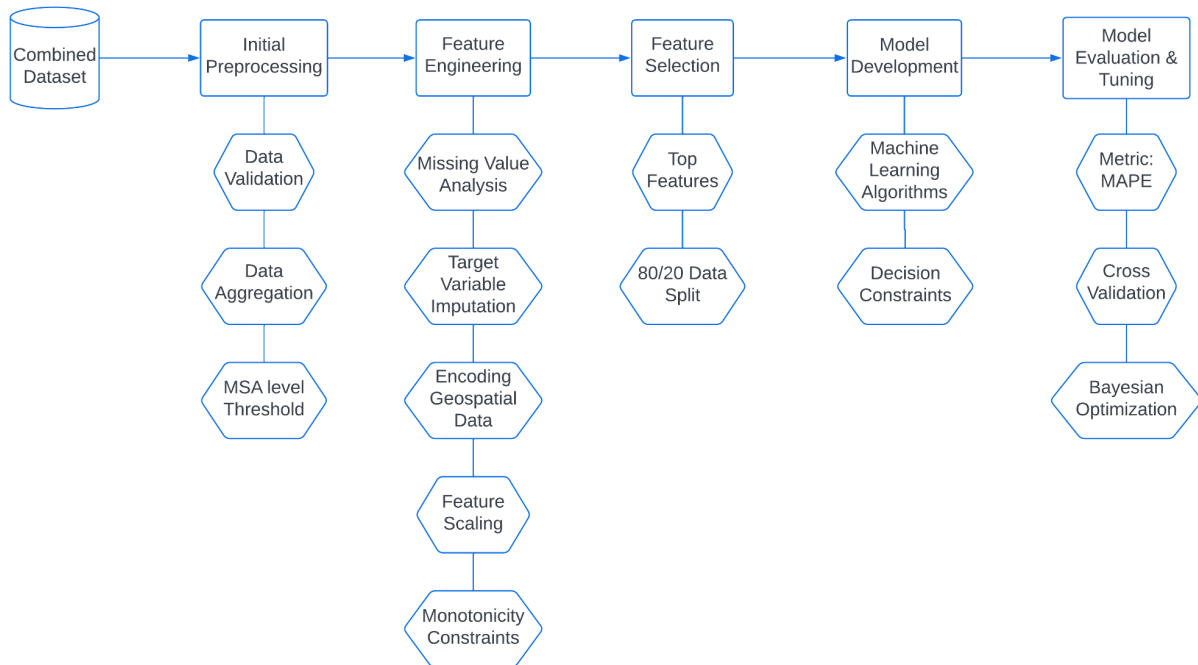 Combined
Dataset
Initial
Preprocessing
Feature
Engineering
Feature
Selection
Model
Development
Model
Evaluation &
Tuning
Data
Validation
Missing Value
Analysis
Top
Features
Machine
Learning
Algorithms
Metric:
MAPE
Data
Aggregation
Target
Variable
Imputation
80/20 Data
Split
Decision
Constraints
Cross
Validation
MSA level
Threshold
Encoding
Geospatial
Data
Bayesian
Optimization
Feature
Scaling
Monotonicity
Constraints